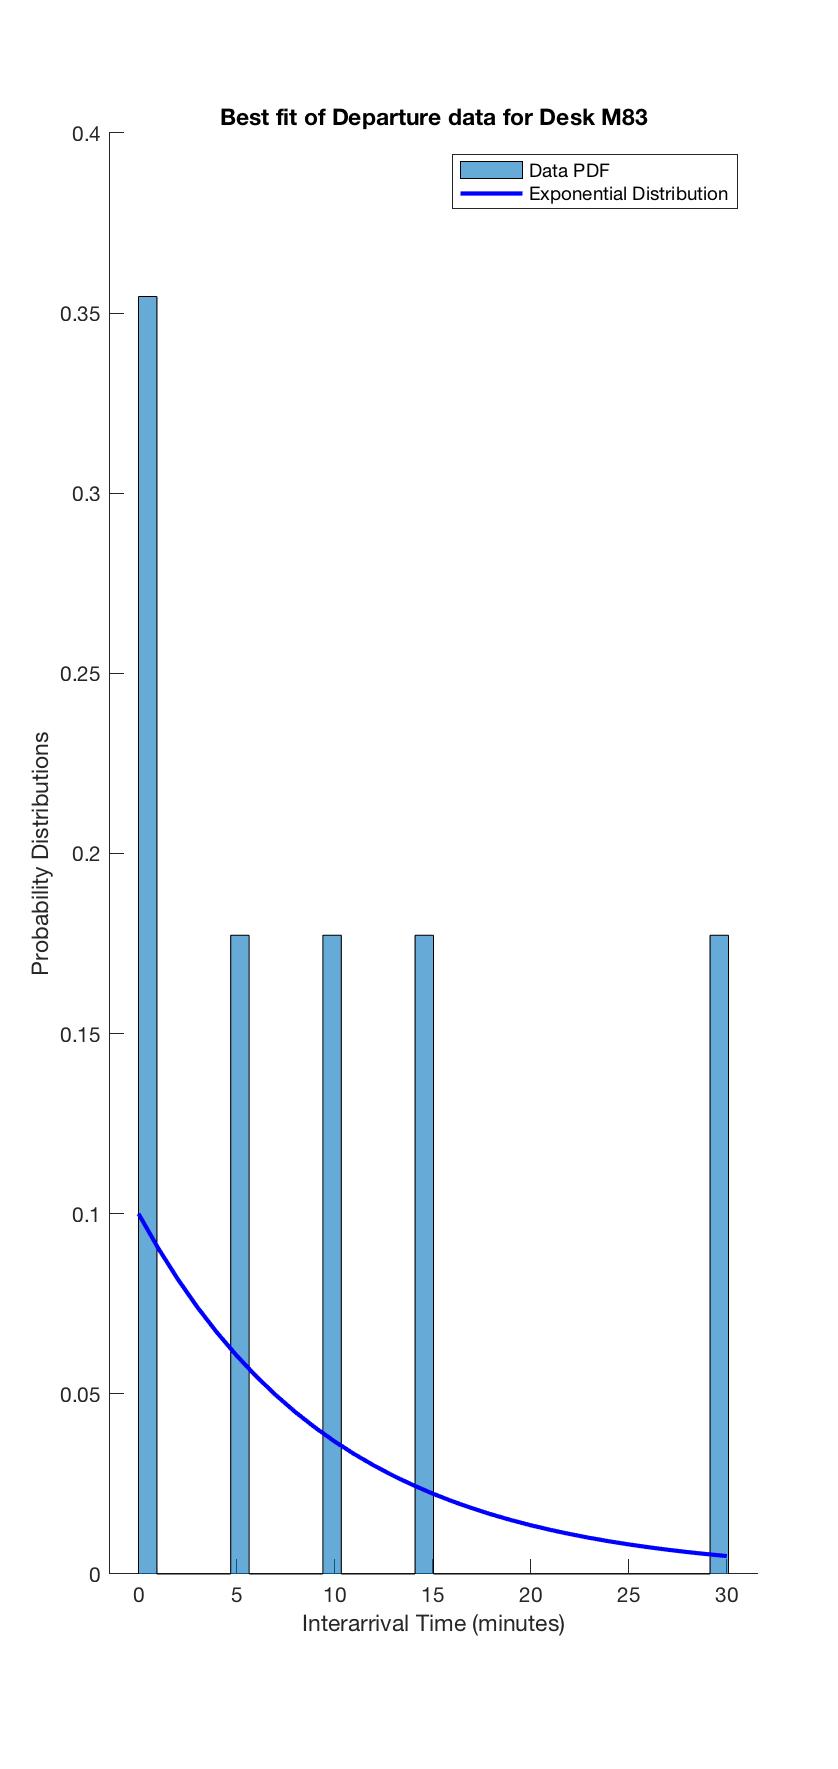 Best fit of Departure data for Desk M83
Data PDF
Exponential Distribution
0.4
0.35
0.3
0.25
0.2
0.15
0.1
0.05
0
Probability Distributions
0 5 10 15 20 25 30
Interarrival Time (minutes)